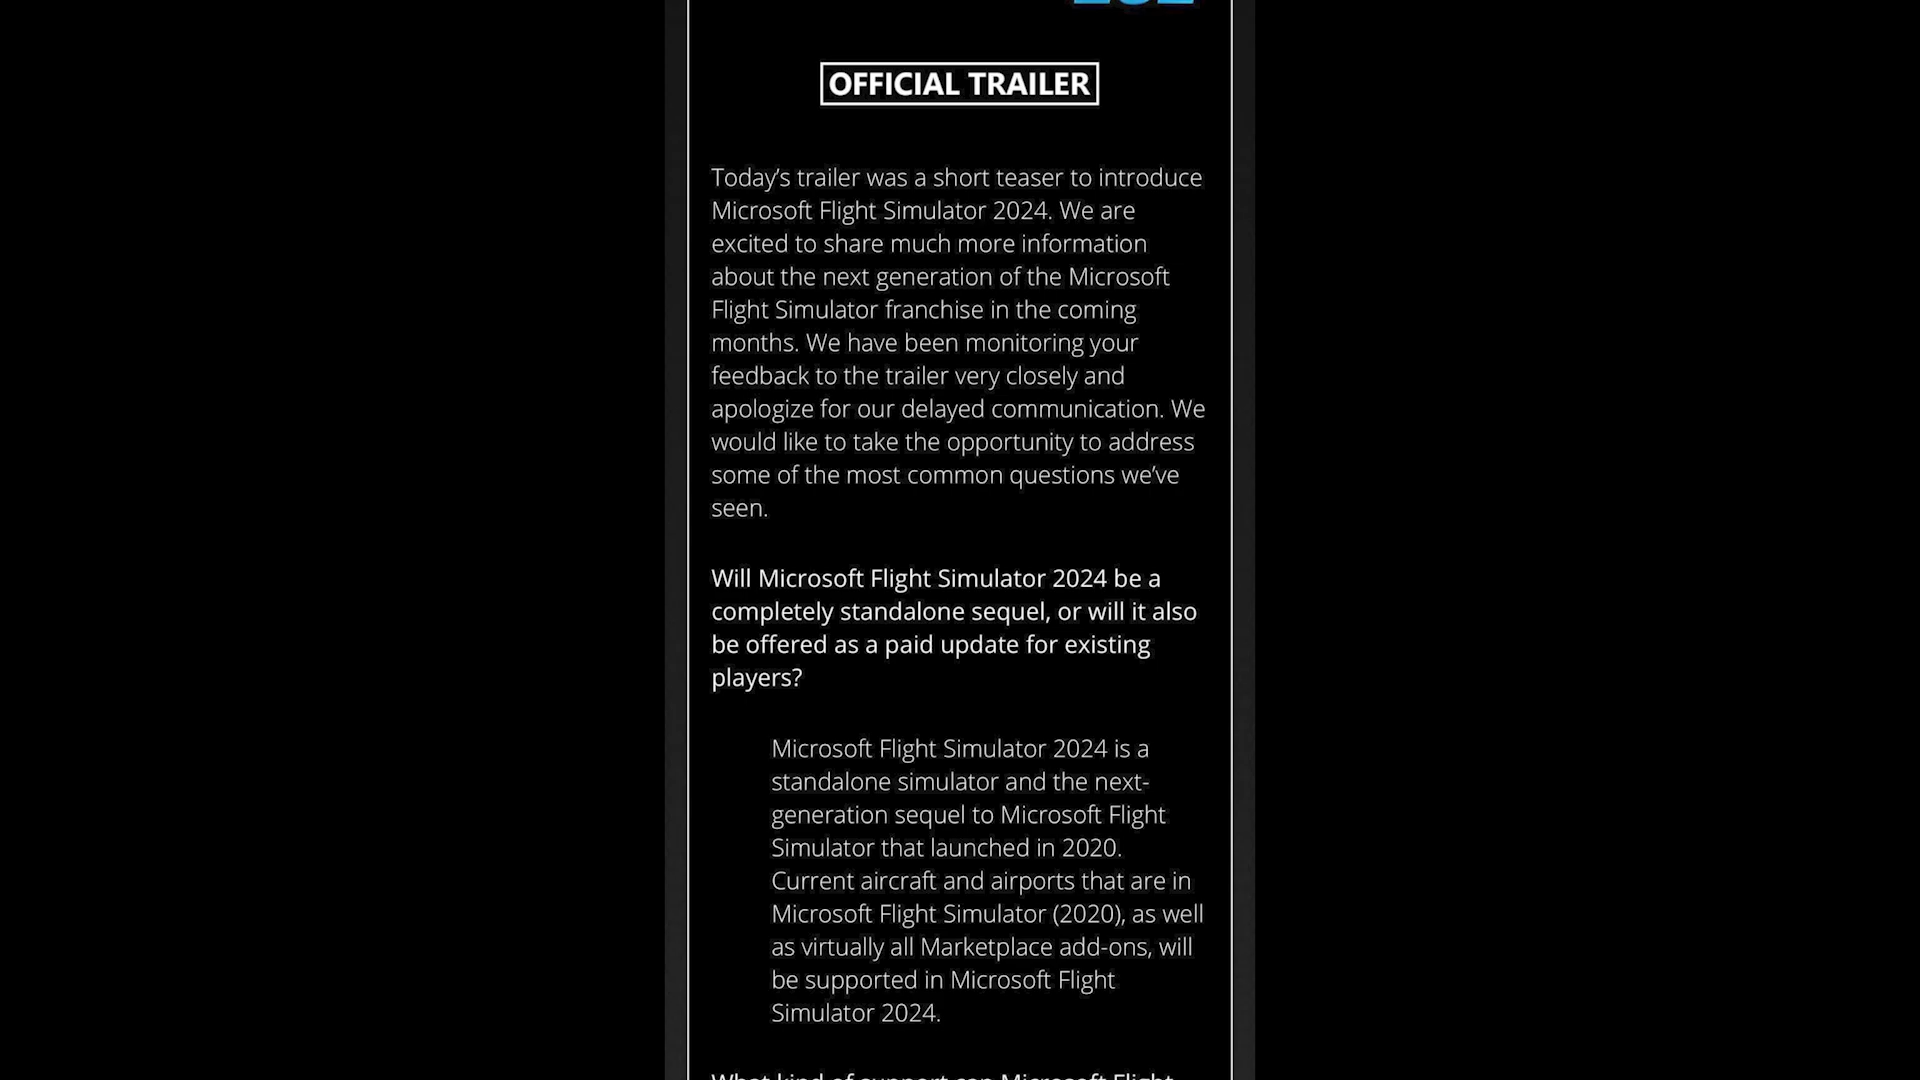 OFFICIAL TRAILER
Today’s trailer was a short teaser to introduce
Microsoft Flight Simulator 2024. We are
excited to share much more information
about the next generation of the Microsoft
Flight Simulator franchise in the coming
months. We have been monitoring your
feedback to the trailer very closely and
apologize for our delayed communication. We
would like to take the opportunity to address
some of the most common questions we’ve
seen.
Will Microsoft Flight Simulator 2024 be a
completely standalone sequel, or will it also
be offered as a paid update for existing
players?
Microsoft Flight Simulator 2024 is a
standalone simulator and the next-
generation sequel to Microsoft Flight
Simulator that launched in 2020.
Current aircraft and airports that are in
Microsoft Flight Simulator (2020), as well
as virtually all Marketplace add-ons, will
be supported in Microsoft Flight
Simulator 2024.
What kind of support can Microsoft Flight